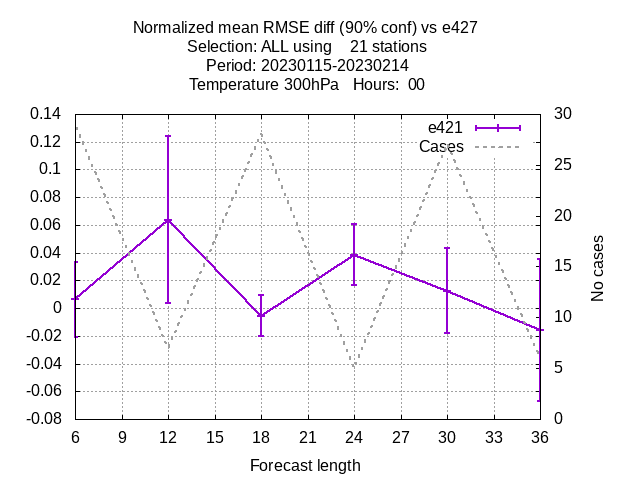 Normalized mean RMSE diff (90% conf) vs e427
Selection: ALL using    21 stations
Period: 20230115-20230214
Temperature 300hPa   Hours:  00
0.14
0.12
0.1
0.08
0.06
0.04
0.02
0
-0.02
-0.04
-0.06
-0.08
30
25
20
15
10
5
0
e421
Cases
No cases
6 9 12 15 18 21 24 27 30 33 36
Forecast length